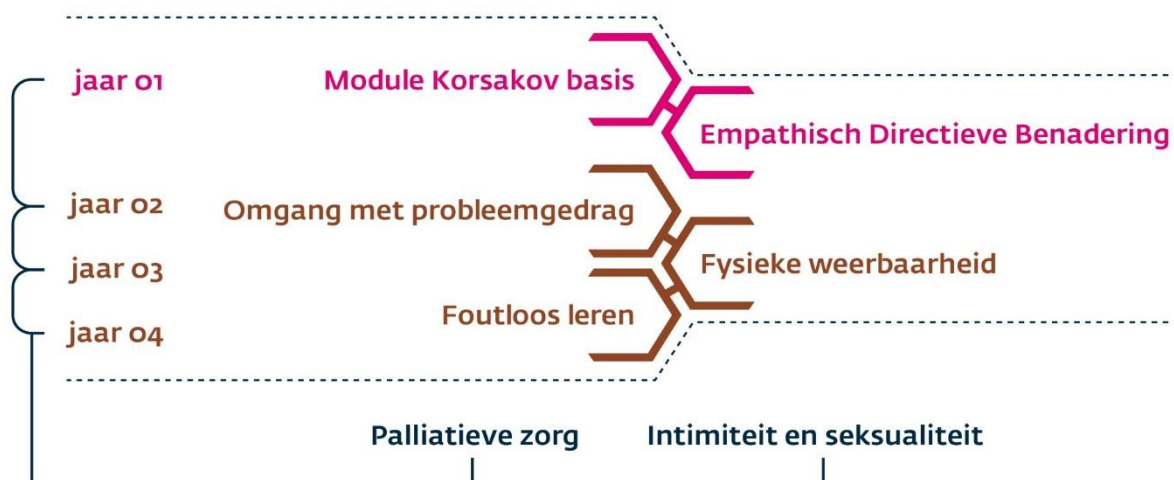 jaar 01
Module Korsakov basis
Empathisch Directieve Benadering
jaar 02
Omgang met probleemgedrag
jaar 03
Fysieke weerbaarheid
jaar 04
Foutloos leren
Palliatieve zorg
Intimiteit en seksualiteit